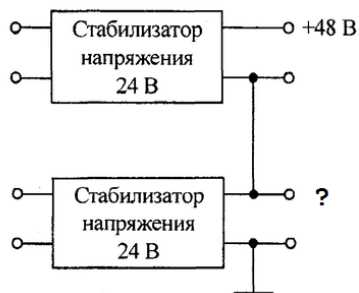 Стабилизатор
напряжения
24 В
+48 В
Стабилизатор
напряжения
24 В
?